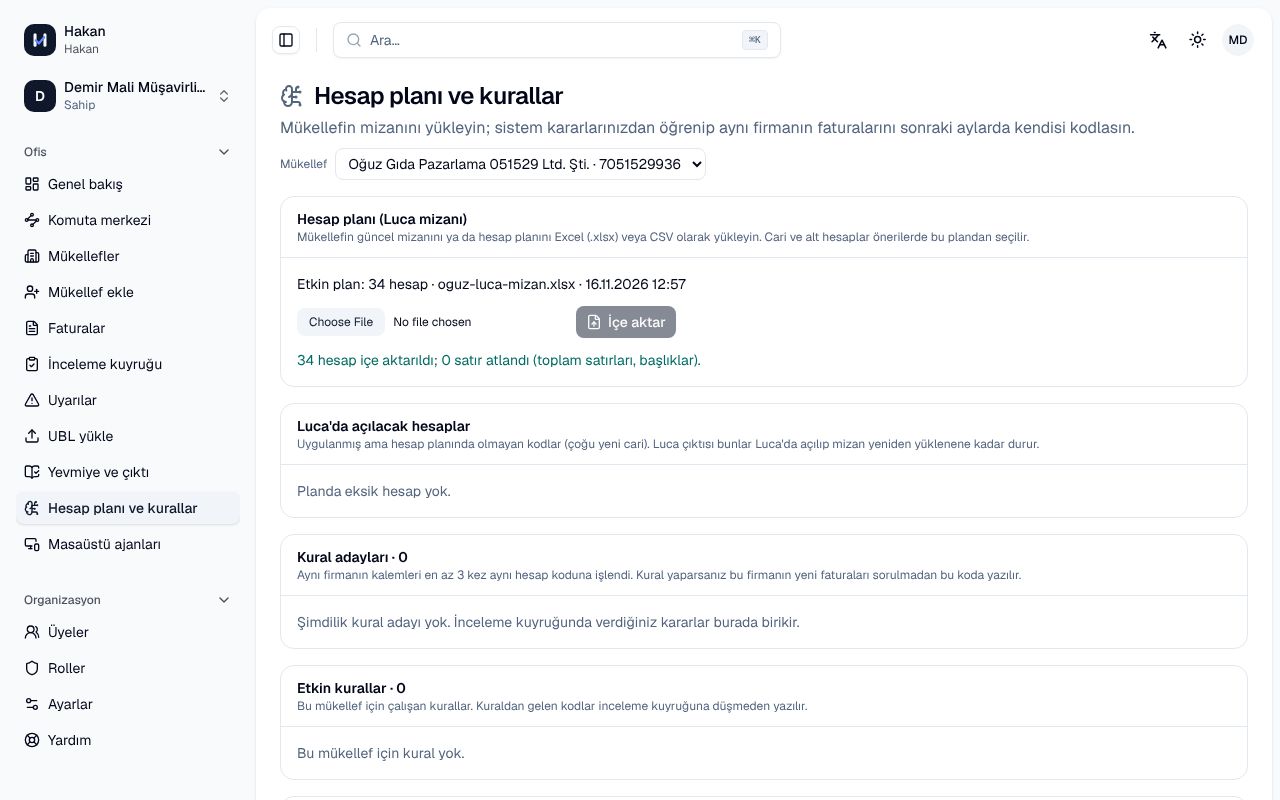 Hakan
Hakan
D
Demir Mali Müşavirli...
Sahip
Ofis
Genel bakış
Komuta merkezi
Mükellefler
Mükellef ekle
Faturalar
İnceleme kuyruğu
Uyarılar
UBL yükle
Yevmiye ve çıktı
Hesap planı ve kurallar
Masaüstü ajanları
Organizasyon
Üyeler
Roller
Ayarlar
Yardım
Ara...
⌘K
MD
Hesap planı ve kurallar
Mükellefin mizanını yükleyin; sistem kararlarınızdan öğrenip aynı firmanın faturalarını sonraki aylarda kendisi kodlasın.
Mükellef
Oğuz Gıda Pazarlama 051529 Ltd. Şti. · 7051529936
Hesap planı (Luca mizanı)
Mükellefin güncel mizanını ya da hesap planını Excel (.xlsx) veya CSV olarak yükleyin. Cari ve alt hesaplar önerilerde bu plandan seçilir.
Etkin plan: 34 hesap · oguz-luca-mizan.xlsx · 16.11.2026 12:57
Choose File No file chosen
İçe aktar
34 hesap içe aktarıldı; 0 satır atlandı (toplam satırları, başlıklar).
Luca'da açılacak hesaplar
Uygulanmış ama hesap planında olmayan kodlar (çoğu yeni cari). Luca çıktısı bunlar Luca'da açılıp mizan yeniden yüklenene kadar durur.
Planda eksik hesap yok.
Kural adayları · 0
Aynı firmanın kalemleri en az 3 kez aynı hesap koduna işlendi. Kural yaparsanız bu firmanın yeni faturaları sorulmadan bu koda yazılır.
Şimdilik kural adayı yok. İnceleme kuyruğunda verdiğiniz kararlar burada birikir.
Etkin kurallar · 0
Bu mükellef için çalışan kurallar. Kuraldan gelen kodlar inceleme kuyruğuna düşmeden yazılır.
Bu mükellef için kural yok.